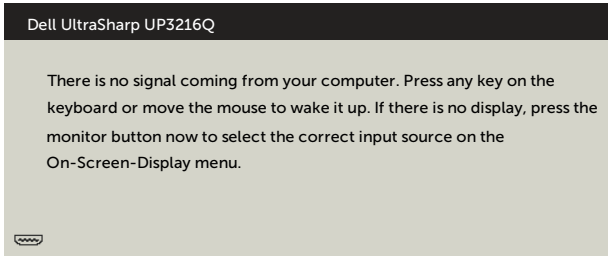 Dell UltraSharp UP3216Q
There is no signal coming from your computer. Press any key on the
keyboard or move the mouse to wake it up. If there is no display, press the
monitor button now to select the correct input source on the
On-Screen-Display menu.